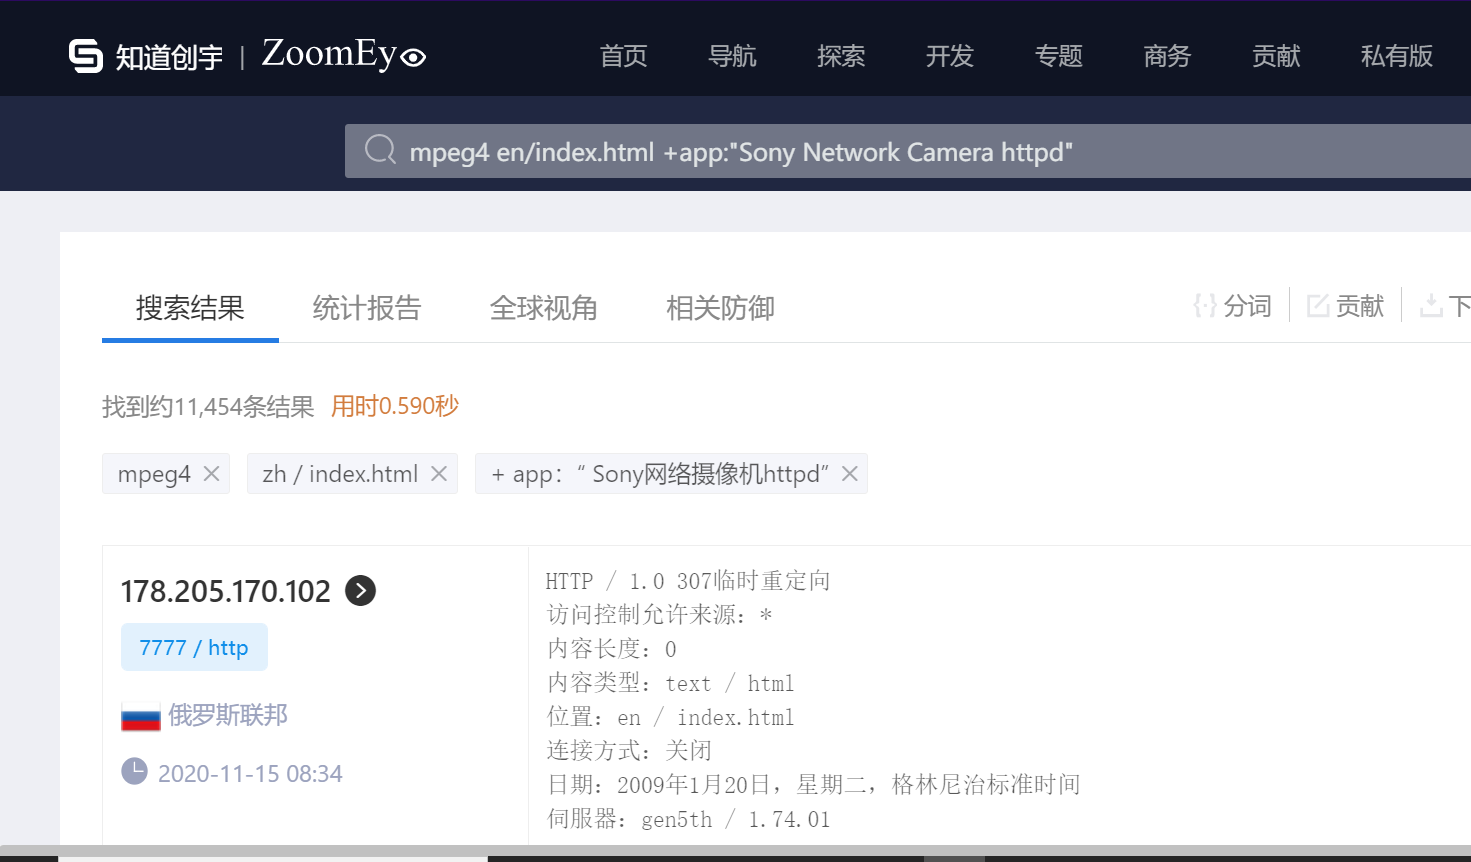 知道创宇 | ZoomEy
首页 导航 探索 开发 专题 商务 贡献 私有版
mpeg4 en/index.html +app:"Sony Network Camera httpd"
搜索结果 统计报告 全球视角 相关防御 {·} 分词 贡献 下
找到约11,454条结果 用时0.590秒
mpeg4 × zh / index.html × + app：“ Sony网络摄像机httpd” ×
178.205.170.102
7777 / http
俄罗斯联邦
2020-11-15 08:34
HTTP / 1.0 307临时重定向
访问控制允许来源：*
内容长度：0
内容类型：text / html
位置：en / index.html
连接方式：关闭
日期：2009年1月20日，星期二，格林尼治标准时间
伺服器：gen5th / 1.74.01